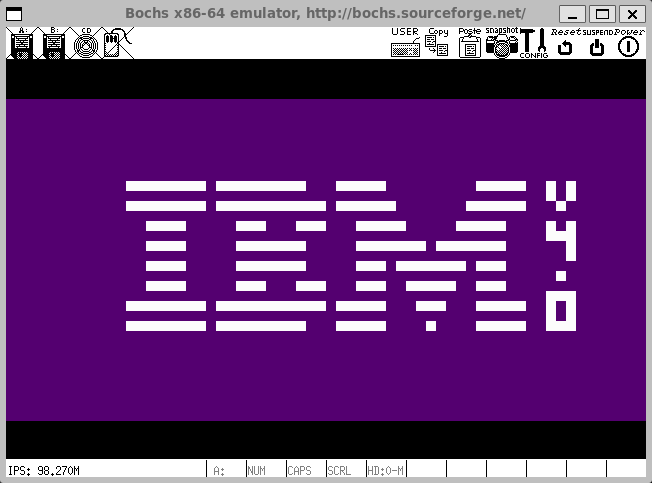 Bochs x86-64 emulator, http://bochs.sourceforge.net/
A: B: CD USER Copy Paste Snapshot CONFIG Reset SUSPEND Power
IBM V4.0
IPS: 98.270M A: NUM CAPS SCRL HD:0-M